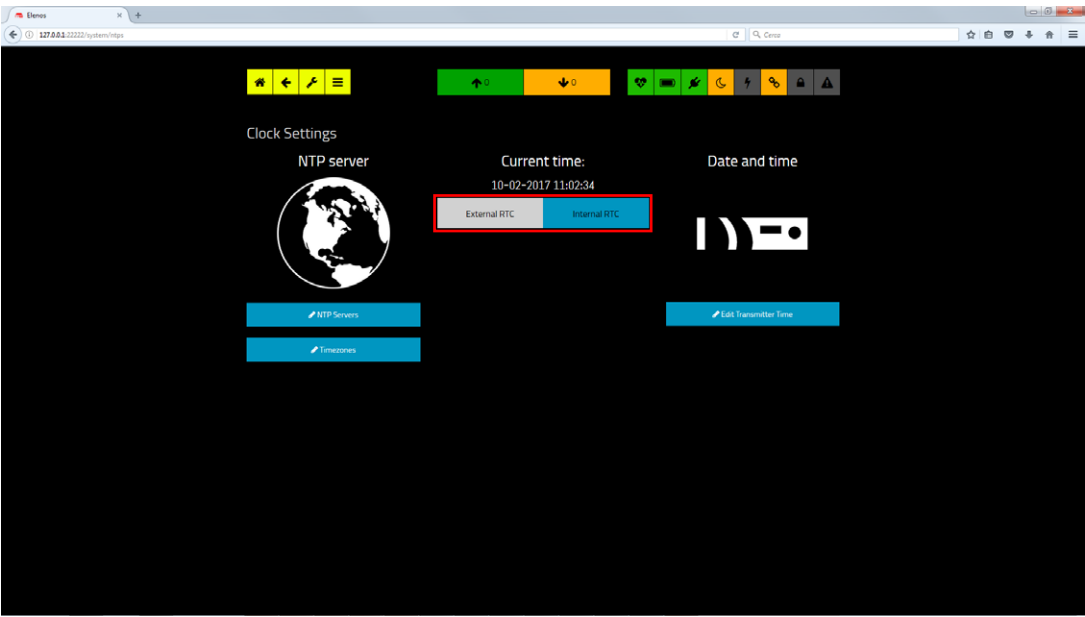 Elenos
127.0.0.1:22222/system/ntps
Cerca
0
0
Clock Settings
NTP server
Current time:
Date and time
10-02-2017 11:02:34
External RTC
Internal RTC
NTP Servers
Edit Transmitter Time
Timezones